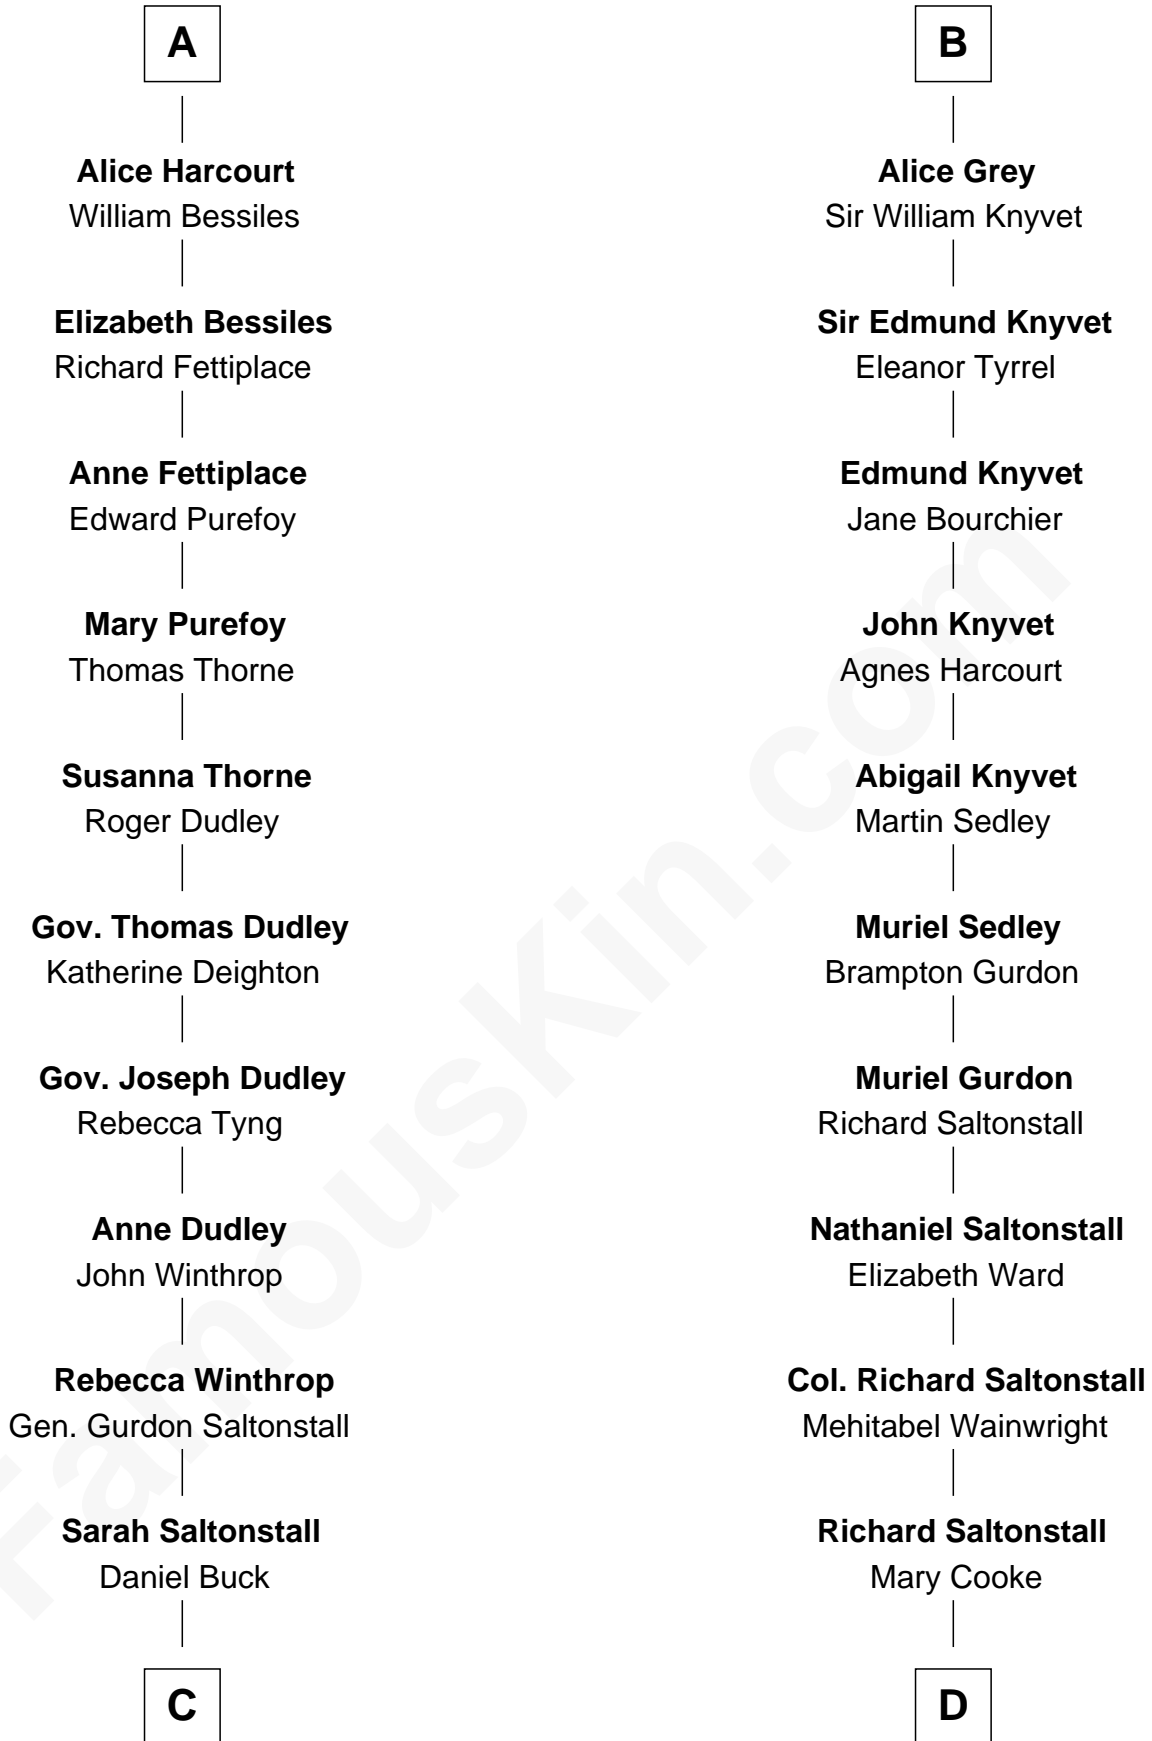 A
Alice Harcourt
William Bessiles
Elizabeth Bessiles
Richard Fettiplace
Anne Fettiplace
Edward Purefoy
Mary Purefoy
Thomas Thorne
Susanna Thorne
Roger Dudley
Gov. Thomas Dudley
Katherine Deighton
Gov. Joseph Dudley
Rebecca Tyng
Anne Dudley
John Winthrop
Rebecca Winthrop
Gen. Gurdon Saltonstall
Sarah Saltonstall
Daniel Buck
C
B
Alice Grey
Sir William Knyvet
Sir Edmund Knyvet
Eleanor Tyrrel
Edmund Knyvet
Jane Bourchier
John Knyvet
Agnes Harcourt
Abigail Knyvet
Martin Sedley
Muriel Sedley
Brampton Gurdon
Muriel Gurdon
Richard Saltonstall
Nathaniel Saltonstall
Elizabeth Ward
Col. Richard Saltonstall
Mehitabel Wainwright
Richard Saltonstall
Mary Cooke
D
FamousKin.com